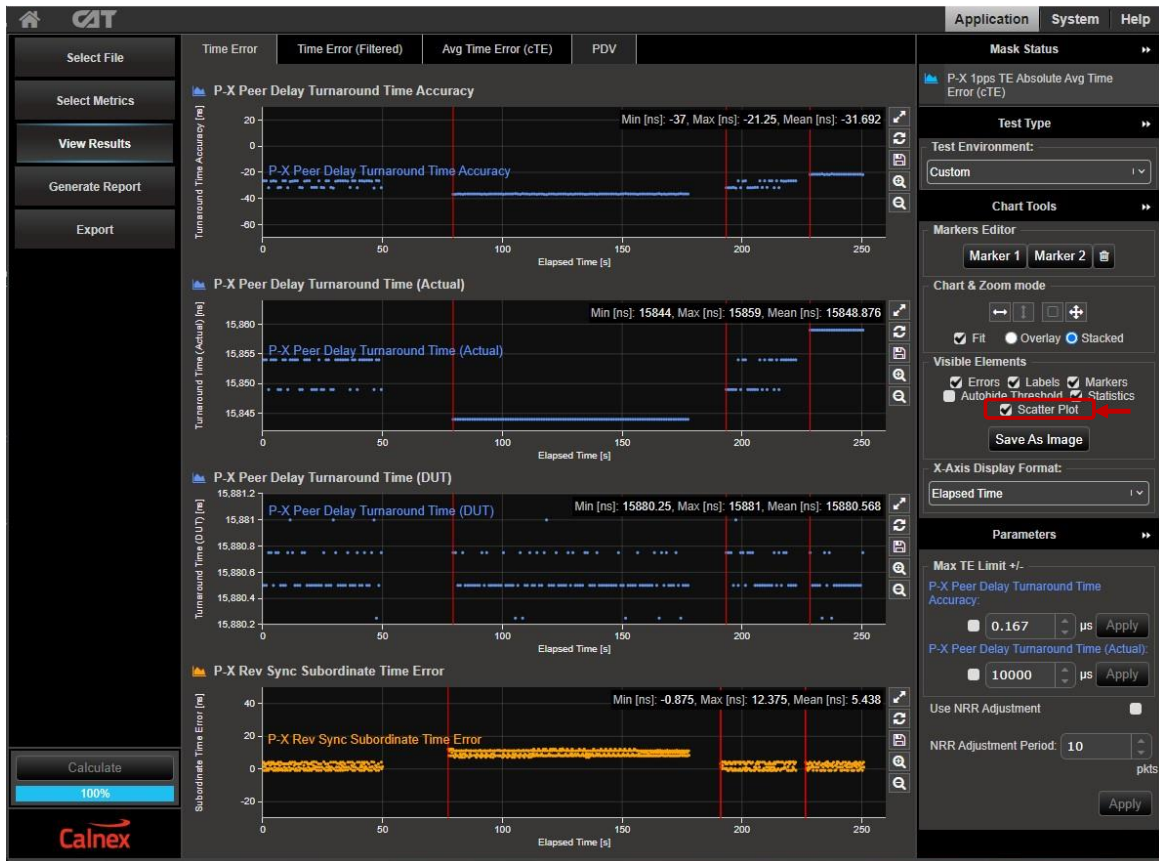 CAT
Application System Help
Select File
Select Metrics
View Results
Generate Report
Export
Calculate
100%
Calnex
Time Error Time Error (Filtered) Avg Time Error (cTE) PDV
P-X Peer Delay Turnaround Time Accuracy
Min [ns]: -37, Max [ns]: -21.25, Mean [ns]: -31.692
P-X Peer Delay Turnaround Time Accuracy
Turnaround Time Accuracy [ns]
20
0
-20
-40
-60
0 50 100 150 200 250
Elapsed Time [s]
P-X Peer Delay Turnaround Time (Actual)
Min [ns]: 15844, Max [ns]: 15859, Mean [ns]: 15848.876
P-X Peer Delay Turnaround Time (Actual)
Turnaround Time (Actual) [ns]
15,860
15,855
15,850
15,845
0 50 100 150 200 250
Elapsed Time [s]
P-X Peer Delay Turnaround Time (DUT)
Min [ns]: 15880.25, Max [ns]: 15881, Mean [ns]: 15880.568
P-X Peer Delay Turnaround Time (DUT)
Turnaround Time (DUT) [ns]
15,881.2
15,881
15,880.8
15,880.6
15,880.4
15,880.2
0 50 100 150 200 250
Elapsed Time [s]
P-X Rev Sync Subordinate Time Error
Min [ns]: -0.875, Max [ns]: 12.375, Mean [ns]: 5.438
P-X Rev Sync Subordinate Time Error
Subordinate Time Error [ns]
40
20
0
-20
0 50 100 150 200 250
Elapsed Time [s]
Mask Status
P-X 1pps TE Absolute Avg Time
Error (cTE)
Test Type
Test Environment:
Custom
Chart Tools
Markers Editor
Marker 1 Marker 2
Chart & Zoom mode
Fit Overlay Stacked
Visible Elements
Errors Labels Markers
Autohide Threshold Statistics
Scatter Plot
Save As Image
X-Axis Display Format:
Elapsed Time
Parameters
Max TE Limit +/-
P-X Peer Delay Turnaround Time
Accuracy:
0.167 µs Apply
P-X Peer Delay Turnaround Time (Actual):
10000 µs Apply
Use NRR Adjustment
NRR Adjustment Period: 10
pkts
Apply